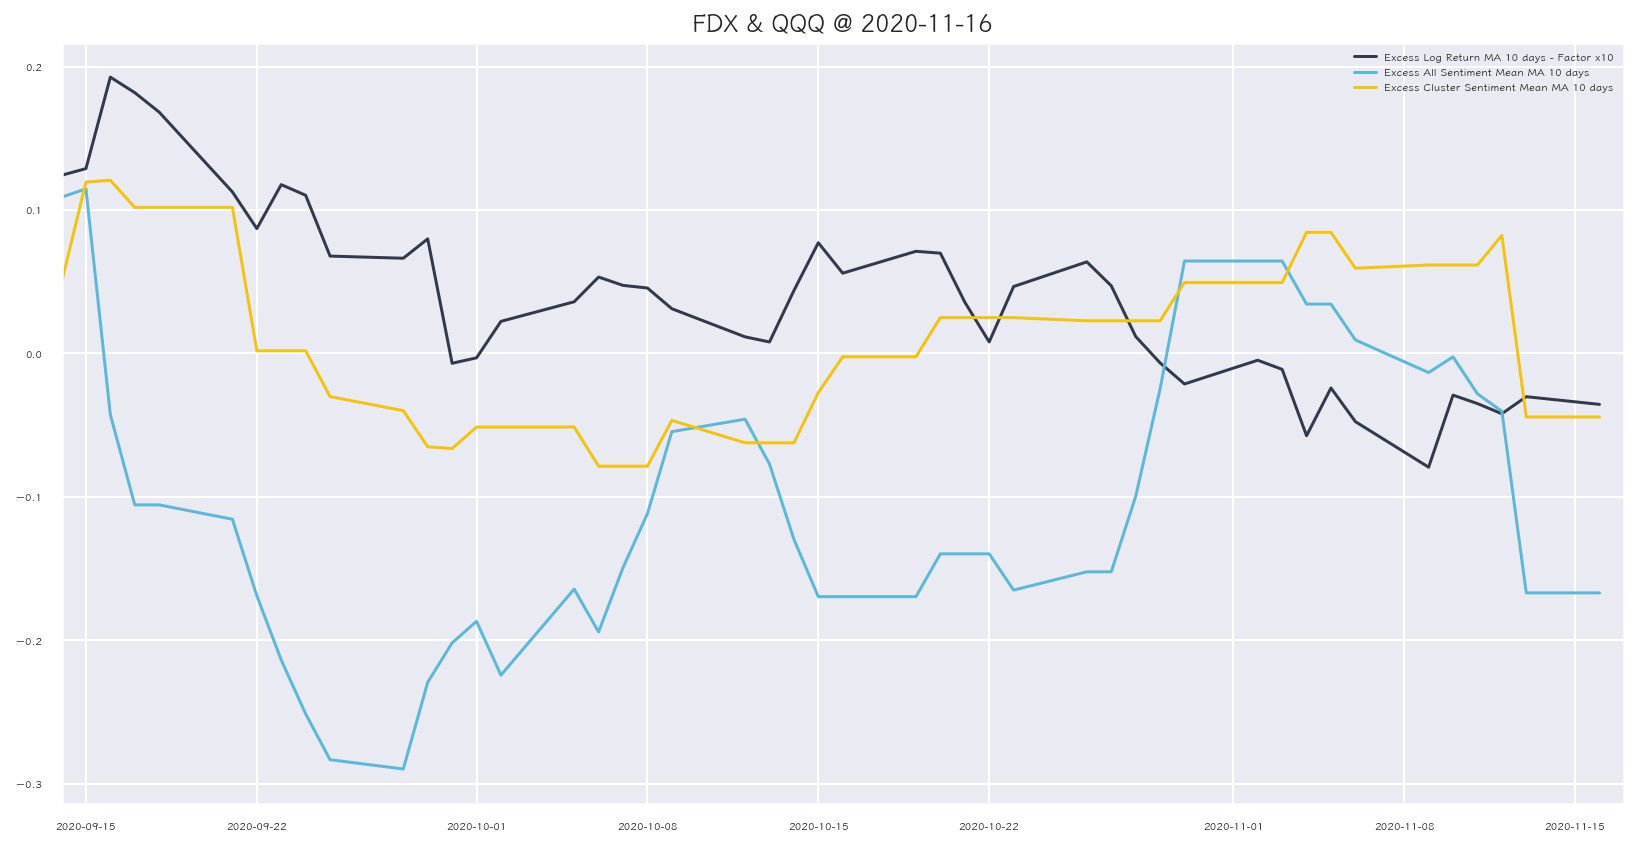 FDX & QQQ @ 2020-11-16
Excess Log Return MA 10 days - Factor x10
Excess All Sentiment Mean MA 10 days
Excess Cluster Sentiment Mean MA 10 days
0.2
0.1
0.0
−0.1
−0.2
−0.3
2020-09-15 2020-09-22 2020-10-01 2020-10-08 2020-10-15 2020-10-22 2020-11-01 2020-11-08 2020-11-15